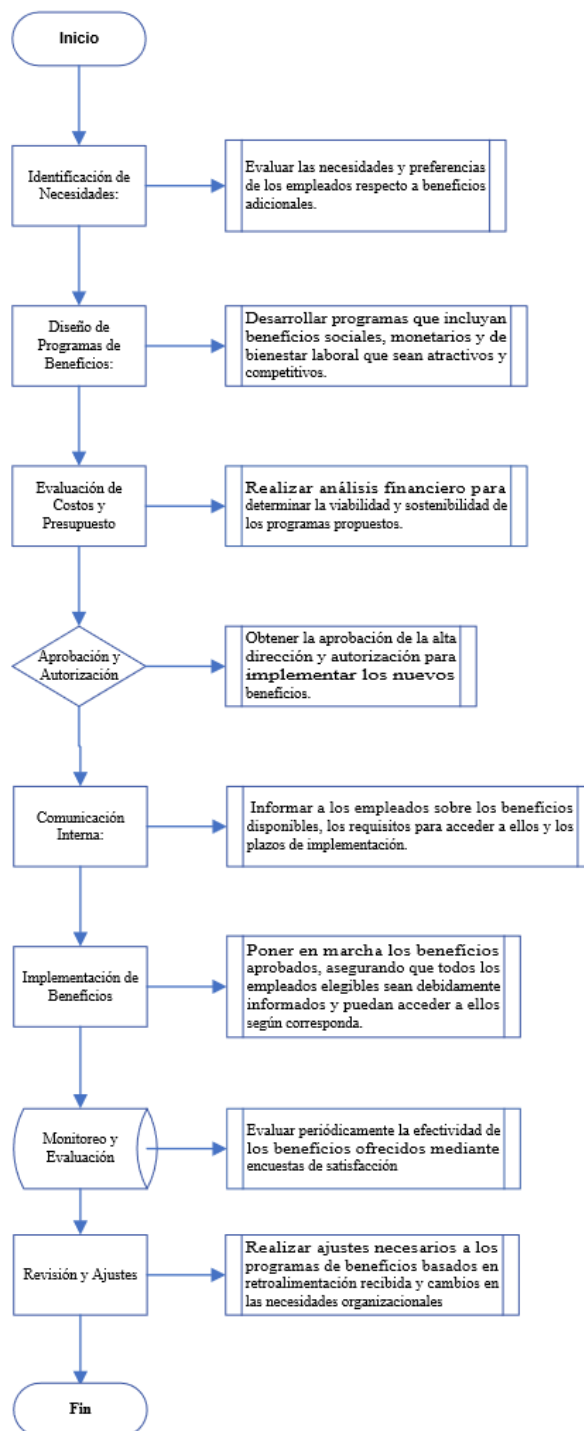 Inicio
Identificación de
Necesidades:
Evaluar las necesidades y preferencias
de los empleados respecto a beneficios
adicionales.
Diseño de
Programas de
Beneficios:
Desarrollar programas que incluyan
beneficios sociales, monetarios y de
bienestar laboral que sean atractivos y
competitivos.
Evaluación de
Costos y
Presupuesto
Realizar análisis financiero para
determinar la viabilidad y sostenibilidad de
los programas propuestos.
Aprobación y
Autorización
Obtener la aprobación de la alta
dirección y autorización para
implementar los nuevos
beneficios.
Comunicación
Interna:
Informar a los empleados sobre los beneficios
disponibles, los requisitos para acceder a ellos y los
plazos de implementación.
Implementación de
Beneficios
Poner en marcha los beneficios
aprobados, asegurando que todos los
empleados elegibles sean debidamente
informados y puedan acceder a ellos
según corresponda.
Monitoreo y
Evaluación
Evaluar periódicamente la efectividad de
los beneficios ofrecidos mediante
encuestas de satisfacción
Revisión y Ajustes
Realizar ajustes necesarios a los
programas de beneficios basados en
retroalimentación recibida y cambios en
las necesidades organizacionales
Fin